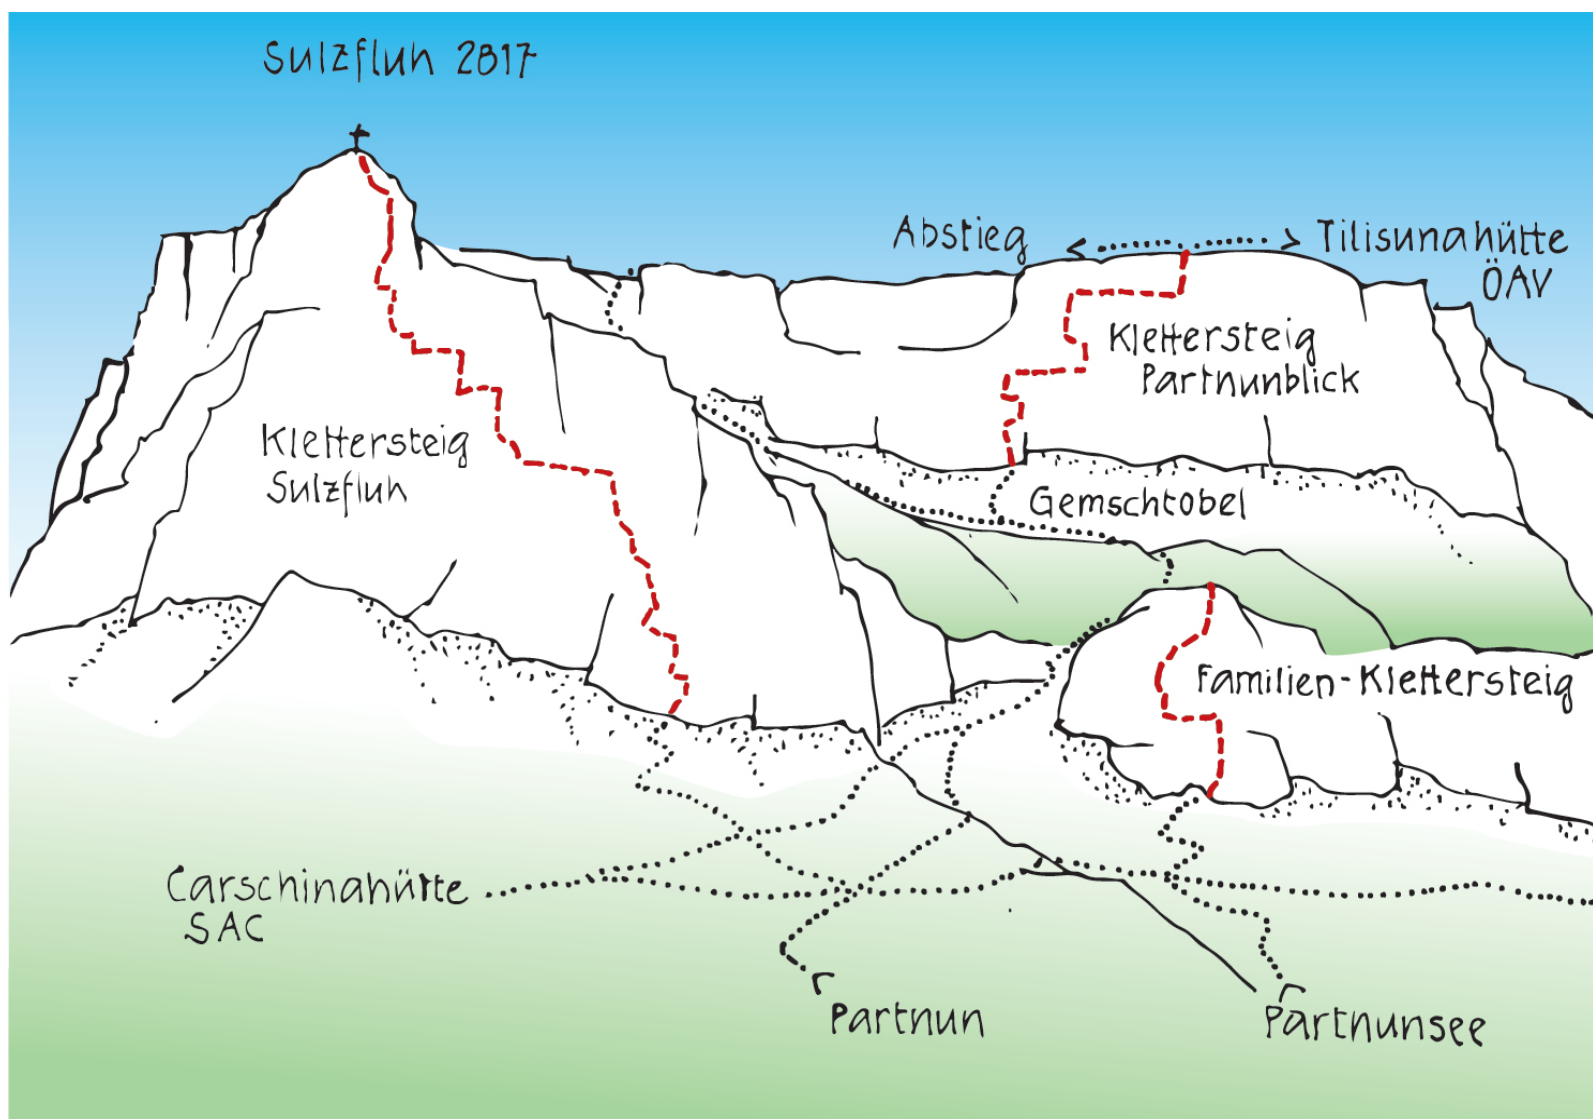 Sulzfluh 2817
Abstieg
Tilisunahütte
ÖAV
Klettersteig
Partnunblick
Klettersteig
Sulzfluh
Gemschtobel
Familien-Klettersteig
Carschinahütte
SAC
Partnun
Partnunsee